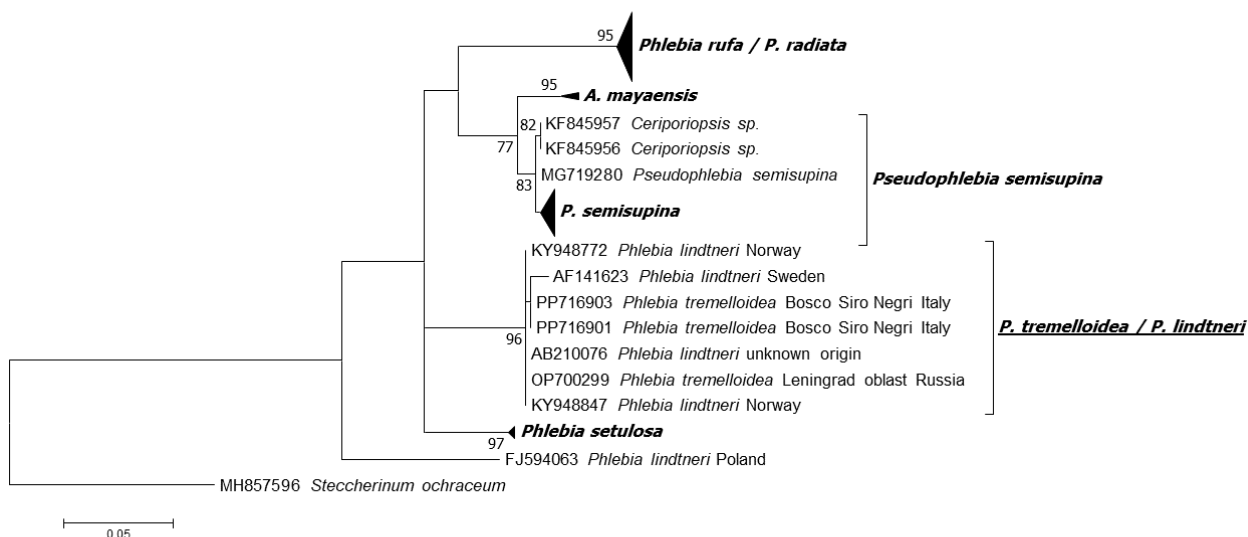 95
Phlebia rufa / P. radiata
95
A. mayaensis
82
KF845957 Ceriporiopsis sp.
77
KF845956 Ceriporiopsis sp.
MG719280 Pseudophlebia semisupina
Pseudophlebia semisupina
83
P. semisupina
KY948772 Phlebia lindtneri Norway
AF141623 Phlebia lindtneri Sweden
PP716903 Phlebia tremelloidea Bosco Siro Negri Italy
PP716901 Phlebia tremelloidea Bosco Siro Negri Italy
P. tremelloidea / P. lindtneri
96
AB210076 Phlebia lindtneri unknown origin
OP700299 Phlebia tremelloidea Leningrad oblast Russia
KY948847 Phlebia lindtneri Norway
Phlebia setulosa
97
FJ594063 Phlebia lindtneri Poland
MH857596 Steccherinum ochraceum
0.05